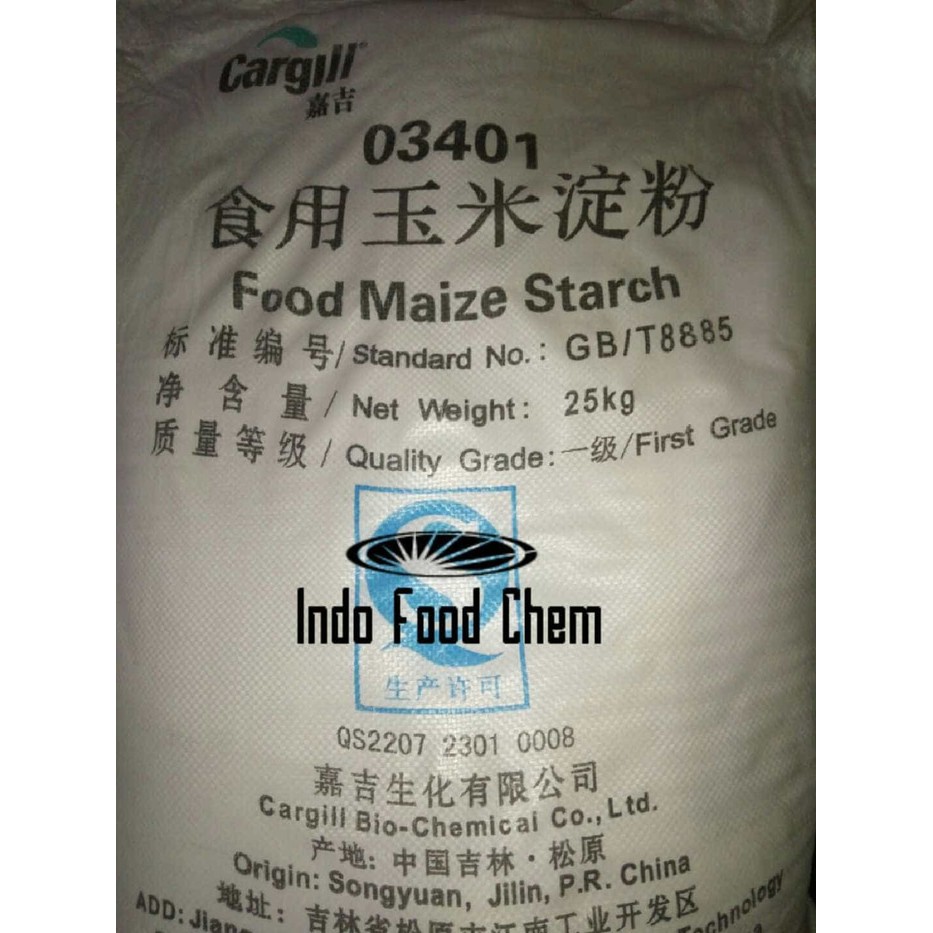 Cargill®
嘉吉
03401
食用玉米淀粉
Food Maize Starch
标准编号/Standard No.: GB/T8885
净含量/Net Weight: 25kg
质量等级/Quality Grade:一级/First Grade
Indo Food Chem
生产许可
QS2207 2301 0008
嘉吉生化有限公司
Cargill Bio-Chemical Co., Ltd.
产地: 中国吉林·松原
Origin: Songyuan, Jilin, P.R. China
地址: 吉林省松原市江南工业开发区
ADD: Technology